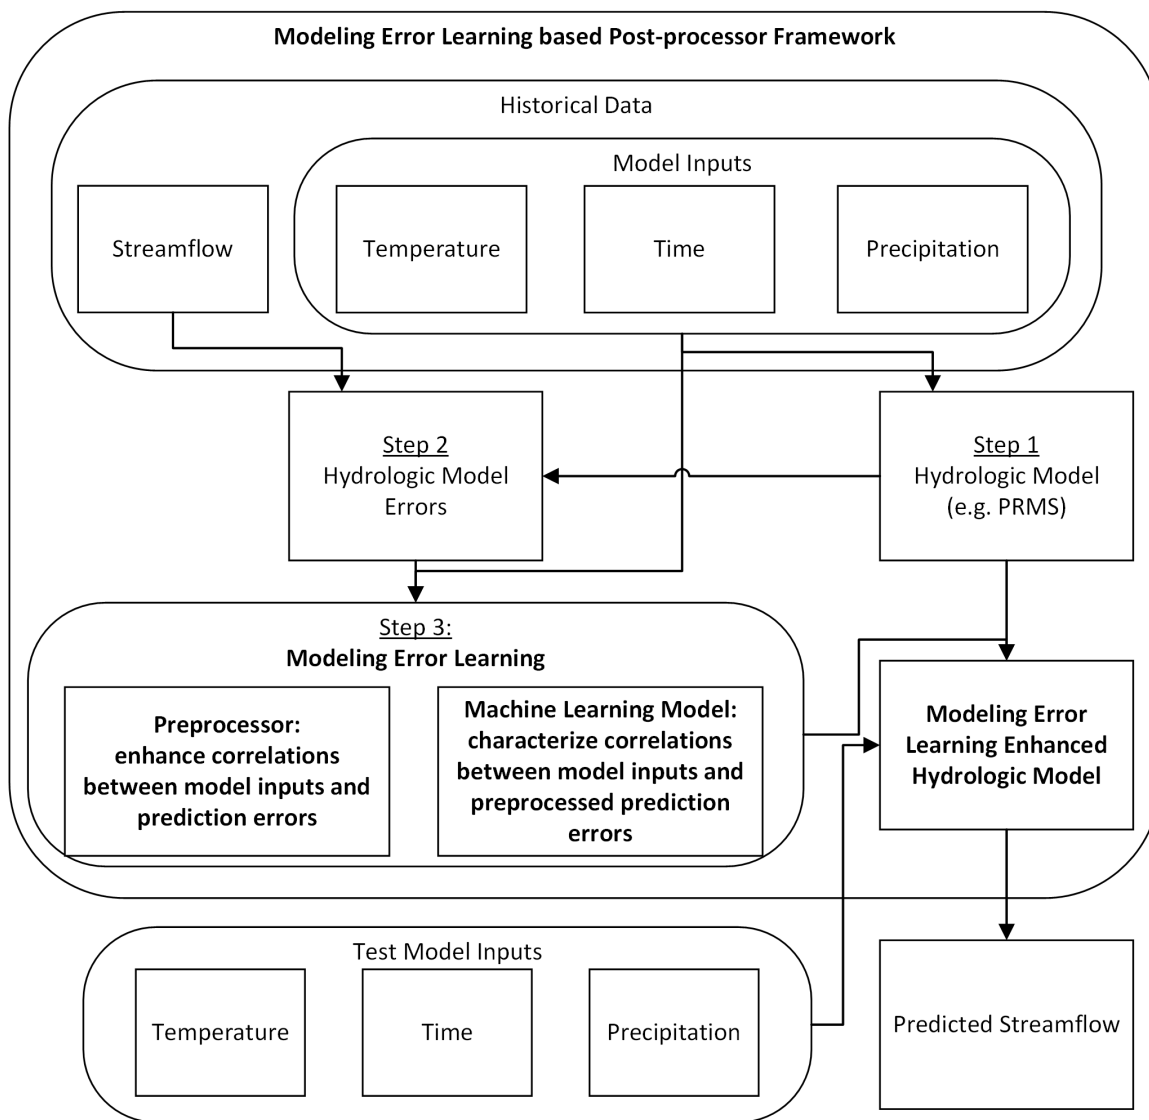 Modeling Error Learning based Post-processor Framework
Historical Data
Model Inputs
Streamflow
Temperature
Time
Precipitation
Step 2
Hydrologic Model
Errors
Step 1
Hydrologic Model
(e.g. PRMS)
Step 3:
Modeling Error Learning
Preprocessor:
enhance correlations
between model inputs and
prediction errors
Machine Learning Model:
characterize correlations
between model inputs and
preprocessed prediction
errors
Modeling Error
Learning Enhanced
Hydrologic Model
Test Model Inputs
Temperature
Time
Precipitation
Predicted Streamflow